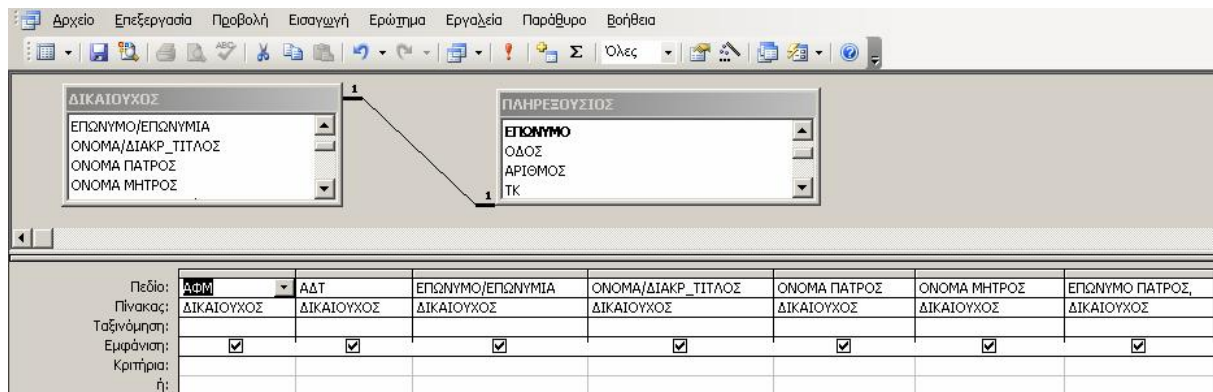 Αρχείο Επεξεργασία Προβολή Εισαγωγή Ερώτημα Εργαλεία Παράθυρο Βοήθεια
ABC Σ Όλες
ΔΙΚΑΙΟΥΧΟΣ
ΕΠΩΝΥΜΟ/ΕΠΩΝΥΜΙΑ
ΟΝΟΜΑ/ΔΙΑΚΡ_ΤΙΤΛΟΣ
ΟΝΟΜΑ ΠΑΤΡΟΣ
ΟΝΟΜΑ ΜΗΤΡΟΣ
1
1
ΠΛΗΡΕΞΟΥΣΙΟΣ
ΕΠΩΝΥΜΟ
ΟΔΟΣ
ΑΡΙΘΜΟΣ
ΤΚ
Πεδίο: ΑΦΜ ΑΔΤ ΕΠΩΝΥΜΟ/ΕΠΩΝΥΜΙΑ ΟΝΟΜΑ/ΔΙΑΚΡ_ΤΙΤΛΟΣ ΟΝΟΜΑ ΠΑΤΡΟΣ ΟΝΟΜΑ ΜΗΤΡΟΣ ΕΠΩΝΥΜΟ ΠΑΤΡΟΣ,
Πίνακας: ΔΙΚΑΙΟΥΧΟΣ ΔΙΚΑΙΟΥΧΟΣ ΔΙΚΑΙΟΥΧΟΣ ΔΙΚΑΙΟΥΧΟΣ ΔΙΚΑΙΟΥΧΟΣ ΔΙΚΑΙΟΥΧΟΣ ΔΙΚΑΙΟΥΧΟΣ
Ταξινόμηση:
Εμφάνιση:
Κριτήρια:
ή: